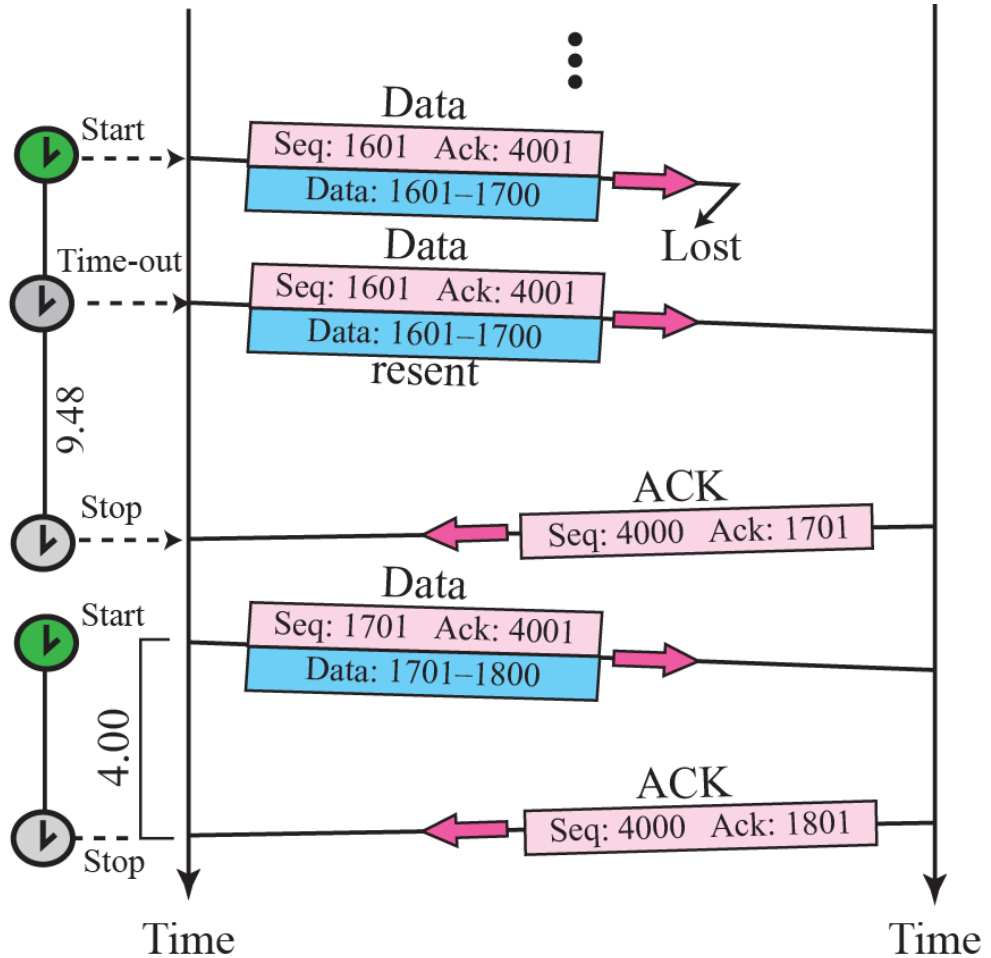 Data
Start
Seq: 1601 Ack: 4001
Data: 1601–1700
Lost
Data
Time-out
Seq: 1601 Ack: 4001
Data: 1601–1700
resent
9.48
ACK
Stop
Seq: 4000 Ack: 1701
Data
Start
Seq: 1701 Ack: 4001
Data: 1701–1800
4.00
ACK
Seq: 4000 Ack: 1801
Stop
Time
Time